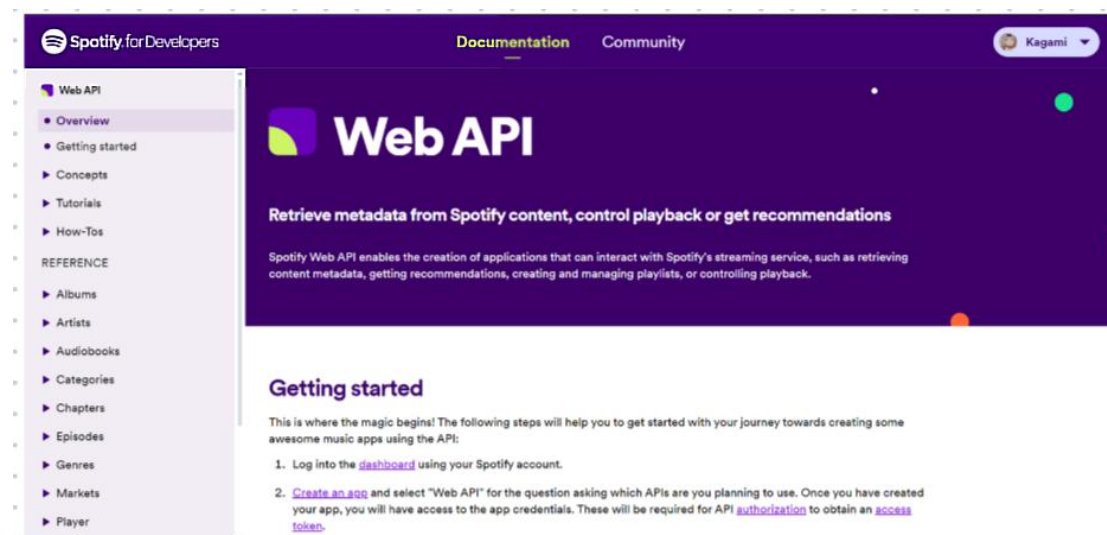 Spotify for Developers
Documentation
Community
Kagami
Web API
Overview
Getting started
Concepts
Tutorials
How-Tos
REFERENCE
Albums
Artists
Audiobooks
Categories
Chapters
Episodes
Genres
Markets
Player
Web API
Retrieve metadata from Spotify content, control playback or get recommendations
Spotify Web API enables the creation of applications that can interact with Spotify's streaming service, such as retrieving
content metadata, getting recommendations, creating and managing playlists, or controlling playback.
Getting started
This is where the magic begins! The following steps will help you to get started with your journey towards creating some
awesome music apps using the API:
1. Log into the dashboard using your Spotify account.
2. Create an app and select "Web API" for the question asking which APIs are you planning to use. Once you have created
your app, you will have access to the app credentials. These will be required for API authorization to obtain an access
token.